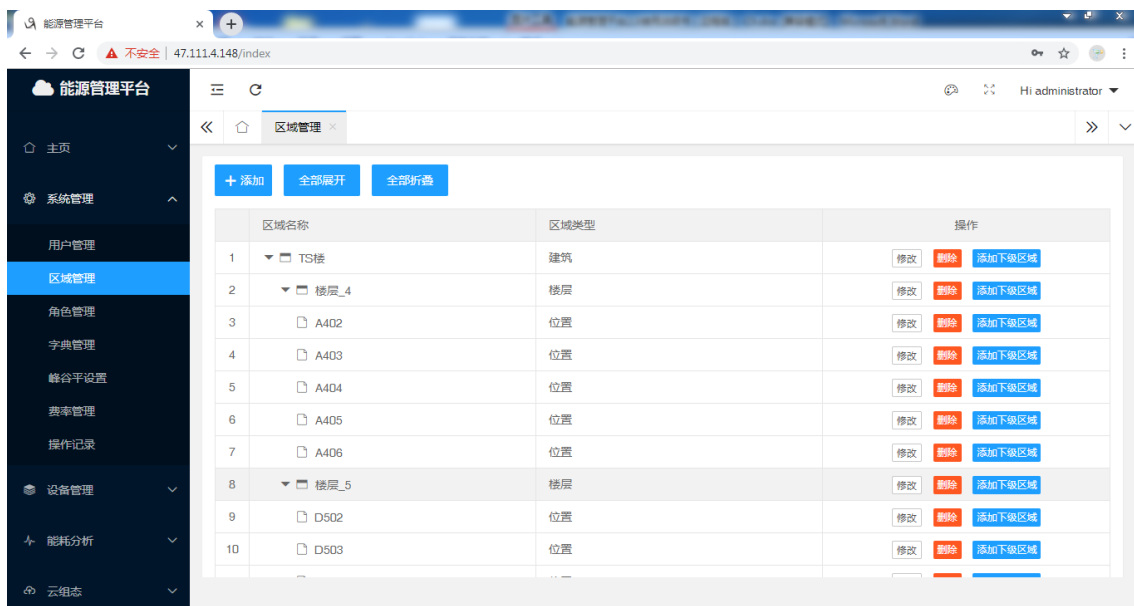 能源管理平台
不安全 | 47.111.4.148/index
能源管理平台
Hi administrator
区域管理
主页
系统管理
用户管理
区域管理
角色管理
字典管理
峰谷平设置
费率管理
操作记录
设备管理
能耗分析
云组态
添加 全部展开 全部折叠
区域名称 区域类型 操作
1 TS楼 建筑 修改 删除 添加下级区域
2 楼层_4 楼层 修改 删除 添加下级区域
3 A402 位置 修改 删除 添加下级区域
4 A403 位置 修改 删除 添加下级区域
5 A404 位置 修改 删除 添加下级区域
6 A405 位置 修改 删除 添加下级区域
7 A406 位置 修改 删除 添加下级区域
8 楼层_5 楼层 修改 删除 添加下级区域
9 D502 位置 修改 删除 添加下级区域
10 D503 位置 修改 删除 添加下级区域